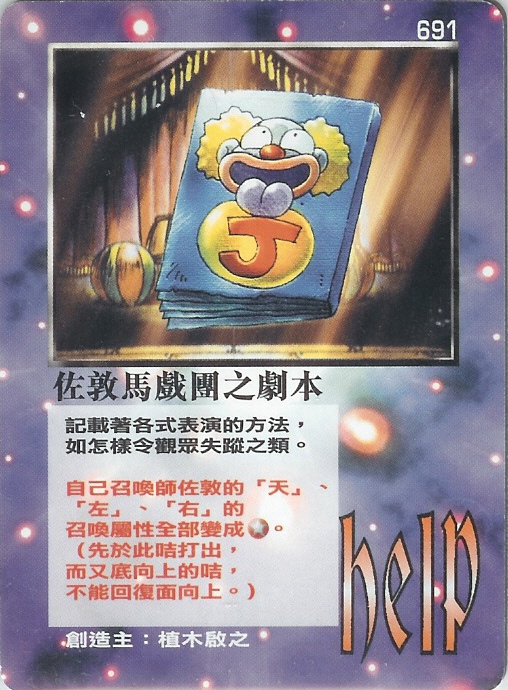 691
J
佐敦馬戲團之劇本
記載著各式表演的方法，
如怎樣令觀眾失蹤之類。
自己召喚師佐敦的「天」、
「左」、「右」的
召喚屬性全部變成。
（先於此咭打出，
而又底向上的咭，
不能回復面向上。）
help
創造主：植木啟之